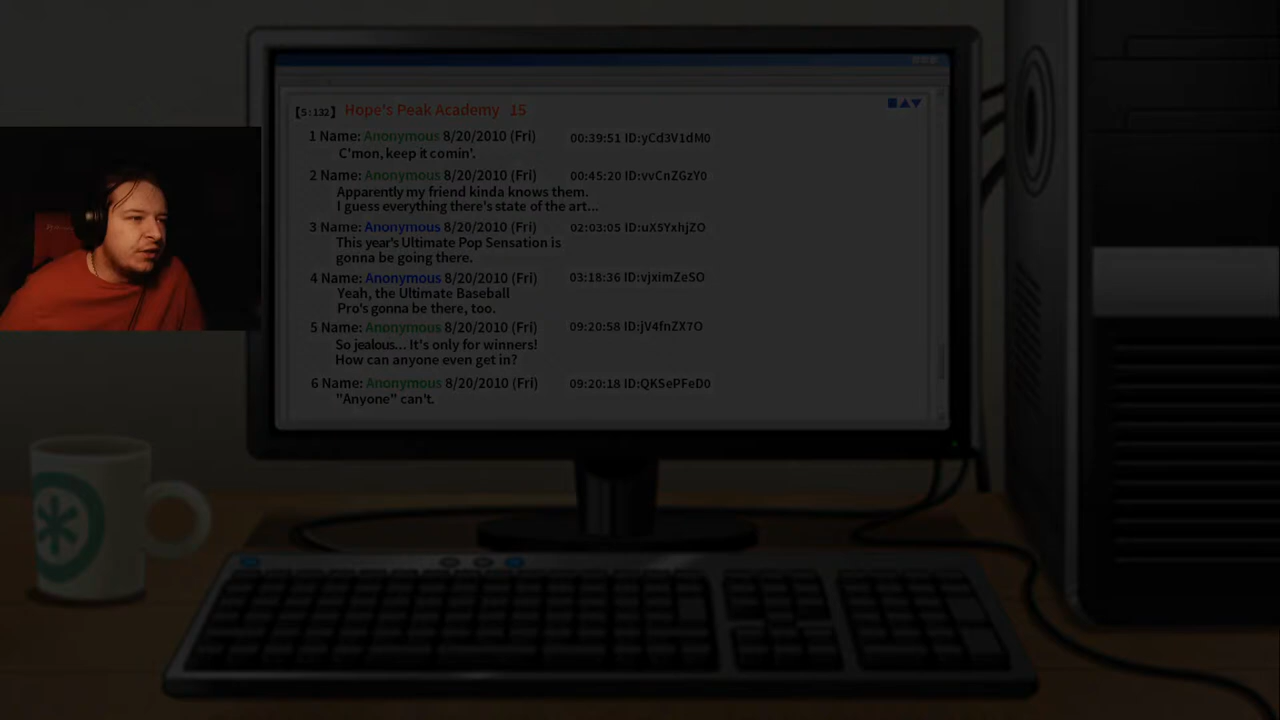 【5:132】 Hope's Peak Academy 15
1 Name: Anonymous 8/20/2010 (Fri) 00:39:51 ID:yCd3V1dM0
C'mon, keep it comin'.
2 Name: Anonymous 8/20/2010 (Fri) 00:45:20 ID:vvCnZGzY0
Apparently my friend kinda knows them.
I guess everything there's state of the art...
3 Name: Anonymous 8/20/2010 (Fri) 02:03:05 ID:uX5YxhjZO
This year's Ultimate Pop Sensation is
gonna be going there.
4 Name: Anonymous 8/20/2010 (Fri) 03:18:36 ID:vjximZeSO
Yeah, the Ultimate Baseball
Pro's gonna be there, too.
5 Name: Anonymous 8/20/2010 (Fri) 09:20:58 ID:jV4fnZX7O
So jealous... It's only for winners!
How can anyone even get in?
6 Name: Anonymous 8/20/2010 (Fri) 09:20:18 ID:QKSePFeD0
"Anyone" can't.